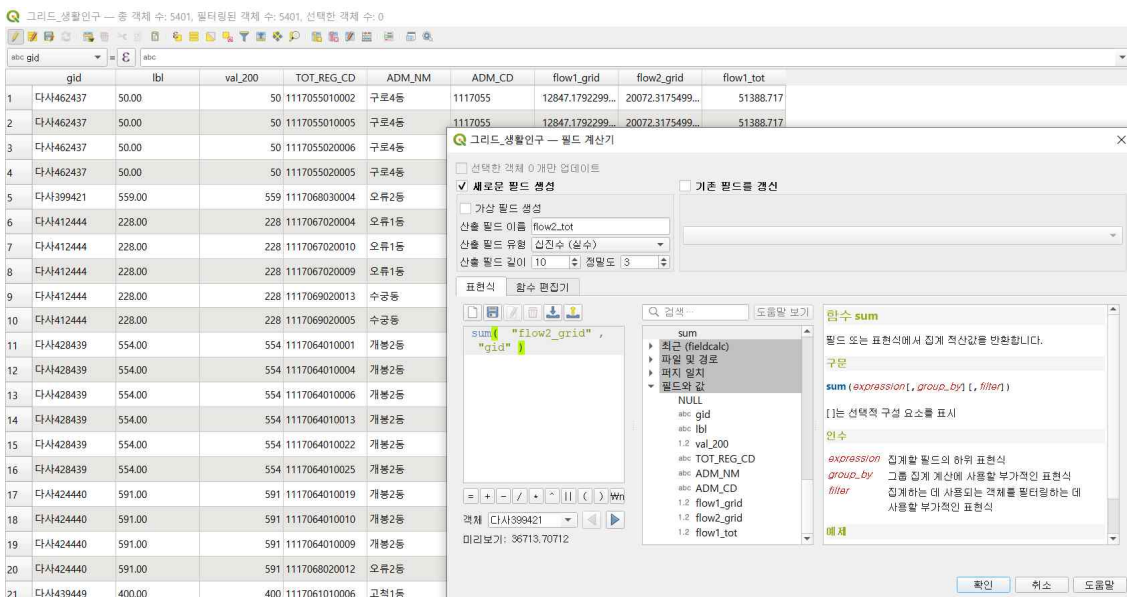 그리드_생활인구 — 총 객체 수: 5401, 필터링된 객체 수: 5401, 선택한 객체 수: 0
abc gid = ε abc
gid lbl val_200 TOT_REG_CD ADM_NM ADM_CD flow1_grid flow2_grid flow1_tot
1 다사462437 50.00 50 1117055010002 구로4동 1117055 12847.1792299... 20072.3175499... 51388.717
2 다사462437 50.00 50 1117055010005 구로4동 1117055 12847.1792299... 20072.3175499... 51388.717
3 다사462437 50.00 50 1117055020006 구로4동
4 다사462437 50.00 50 1117055020005 구로4동
5 다사399421 559.00 559 1117068030004 오류2동
6 다사412444 228.00 228 1117067020004 오류1동
7 다사412444 228.00 228 1117067020010 오류1동
8 다사412444 228.00 228 1117067020009 오류1동
9 다사412444 228.00 228 1117069020013 수궁동
10 다사412444 228.00 228 1117069020005 수궁동
11 다사428439 554.00 554 1117064010001 개봉2동
12 다사428439 554.00 554 1117064010004 개봉2동
13 다사428439 554.00 554 1117064010006 개봉2동
14 다사428439 554.00 554 1117064010013 개봉2동
15 다사428439 554.00 554 1117064010022 개봉2동
16 다사428439 554.00 554 1117064010025 개봉2동
17 다사424440 591.00 591 1117064010019 개봉2동
18 다사424440 591.00 591 1117064010010 개봉2동
19 다사424440 591.00 591 1117064010009 개봉2동
20 다사424440 591.00 591 1117068020012 오류2동
21 다사439449 400.00 400 1117061010006 고척1동
그리드_생활인구 — 필드 계산기
선택한 객체 0 개만 업데이트
새로운 필드 생성
기존 필드를 갱신
가상 필드 생성
산출 필드 이름 flow2_tot
산출 필드 유형 십진수 (실수)
산출 필드 길이 10 정밀도 3
표현식 함수 편집기
sum( "flow2_grid" ,
"gid" )
= + - / * ^ || ( ) ₩n
객체 다사399421
미리보기: 36713.70712
검색… 도움말 보기
sum
최근 (fieldcalc)
파일 및 경로
퍼지 일치
필드와 값
NULL
abc gid
abc lbl
1.2 val_200
abc TOT_REG_CD
abc ADM_NM
abc ADM_CD
1.2 flow1_grid
1.2 flow2_grid
1.2 flow1_tot
함수 sum
필드 또는 표현식에서 집계 적산값을 반환합니다.
구문
sum(expression[,group_by][,filter])
[ ]는 선택적 구성 요소를 표시
인수
expression 집계할 필드의 하위 표현식
group_by 그룹 집계 계산에 사용할 부가적인 표현식
filter 집계하는 데 사용되는 객체를 필터링하는 데
사용할 부가적인 표현식
예제
확인 취소 도움말